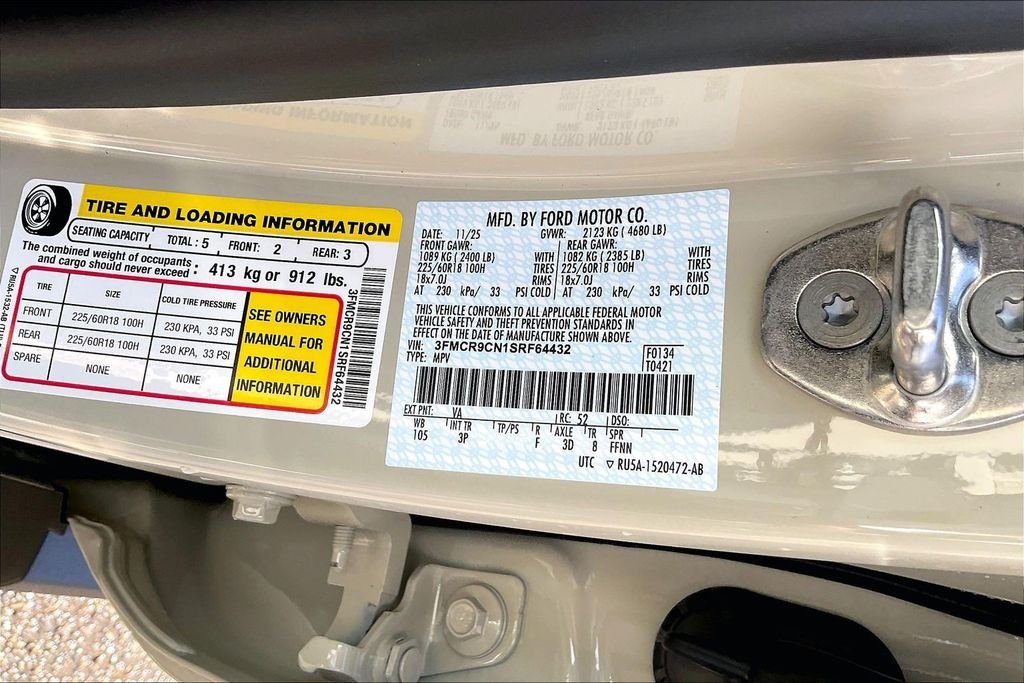 TIRE AND LOADING INFORMATION
SEATING CAPACITY TOTAL : 5 FRONT: 2 REAR: 3
The combined weight of occupants
and cargo should never exceed : 413 kg or 912 lbs.
TIRE SIZE COLD TIRE PRESSURE
FRONT 225/60R18 100H 230 KPA, 33 PSI
REAR 225/60R18 100H 230 KPA, 33 PSI
SPARE NONE NONE
SEE OWNERS
MANUAL FOR
ADDITIONAL
INFORMATION
3FMCR9CN1SRF64432
MFD. BY FORD MOTOR CO.
DATE: 11/25 GVWR: 2123 KG ( 4680 LB)
FRONT GAWR: REAR GAWR:
1089 KG ( 2400 LB) WITH 1082 KG ( 2385 LB) WITH
225/60R18 100H TIRES 225/60R18 100H TIRES
18x7.0J RIMS 18x7.0J RIMS
AT 230 kPa/ 33 PSI COLD AT 230 kPa/ 33 PSI COLD
THIS VEHICLE CONFORMS TO ALL APPLICABLE FEDERAL MOTOR
VEHICLE SAFETY AND THEFT PREVENTION STANDARDS IN
EFFECT ON THE DATE OF MANUFACTURE SHOWN ABOVE.
VIN: 3FMCR9CN1SRF64432
TYPE: MPV
F0134
T0421
EXT PNT: VA RC: 52 DSO:
WB INT TR TP/PS R AXLE TR SPR
105 3P F 3D 8 FFNN
UTC ▽ RU5A-1520472-AB